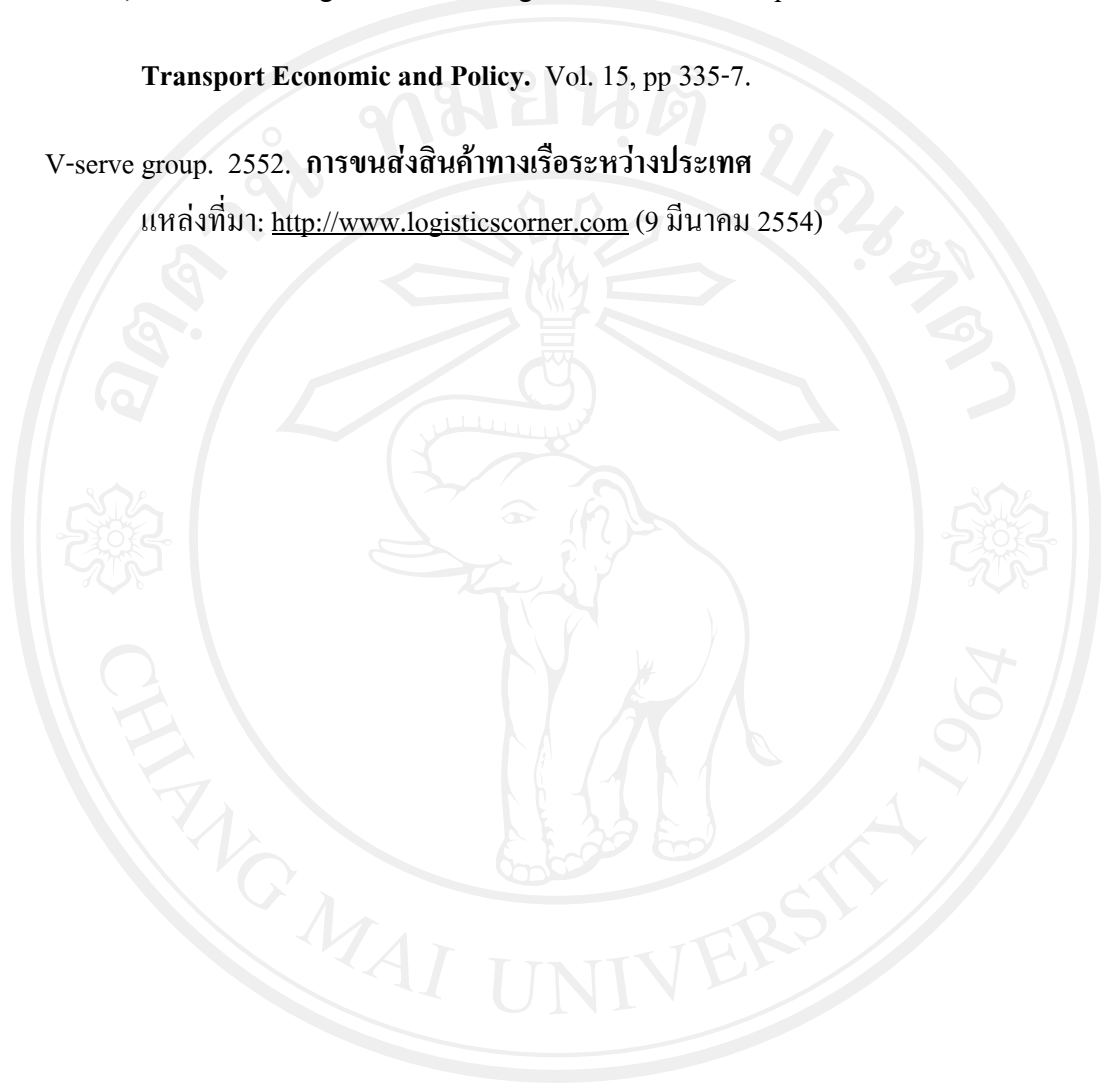 Transport Economic and Policy. Vol. 15, pp 335-7.
V-serve group. 2552. การขนส่งสินค้าทางเรือระหว่างประเทศ
แหล่งที่มา: http://www.logisticscorner.com (9 มีนาคม 2554)
CHIANG MAI UNIVERSITY 1964